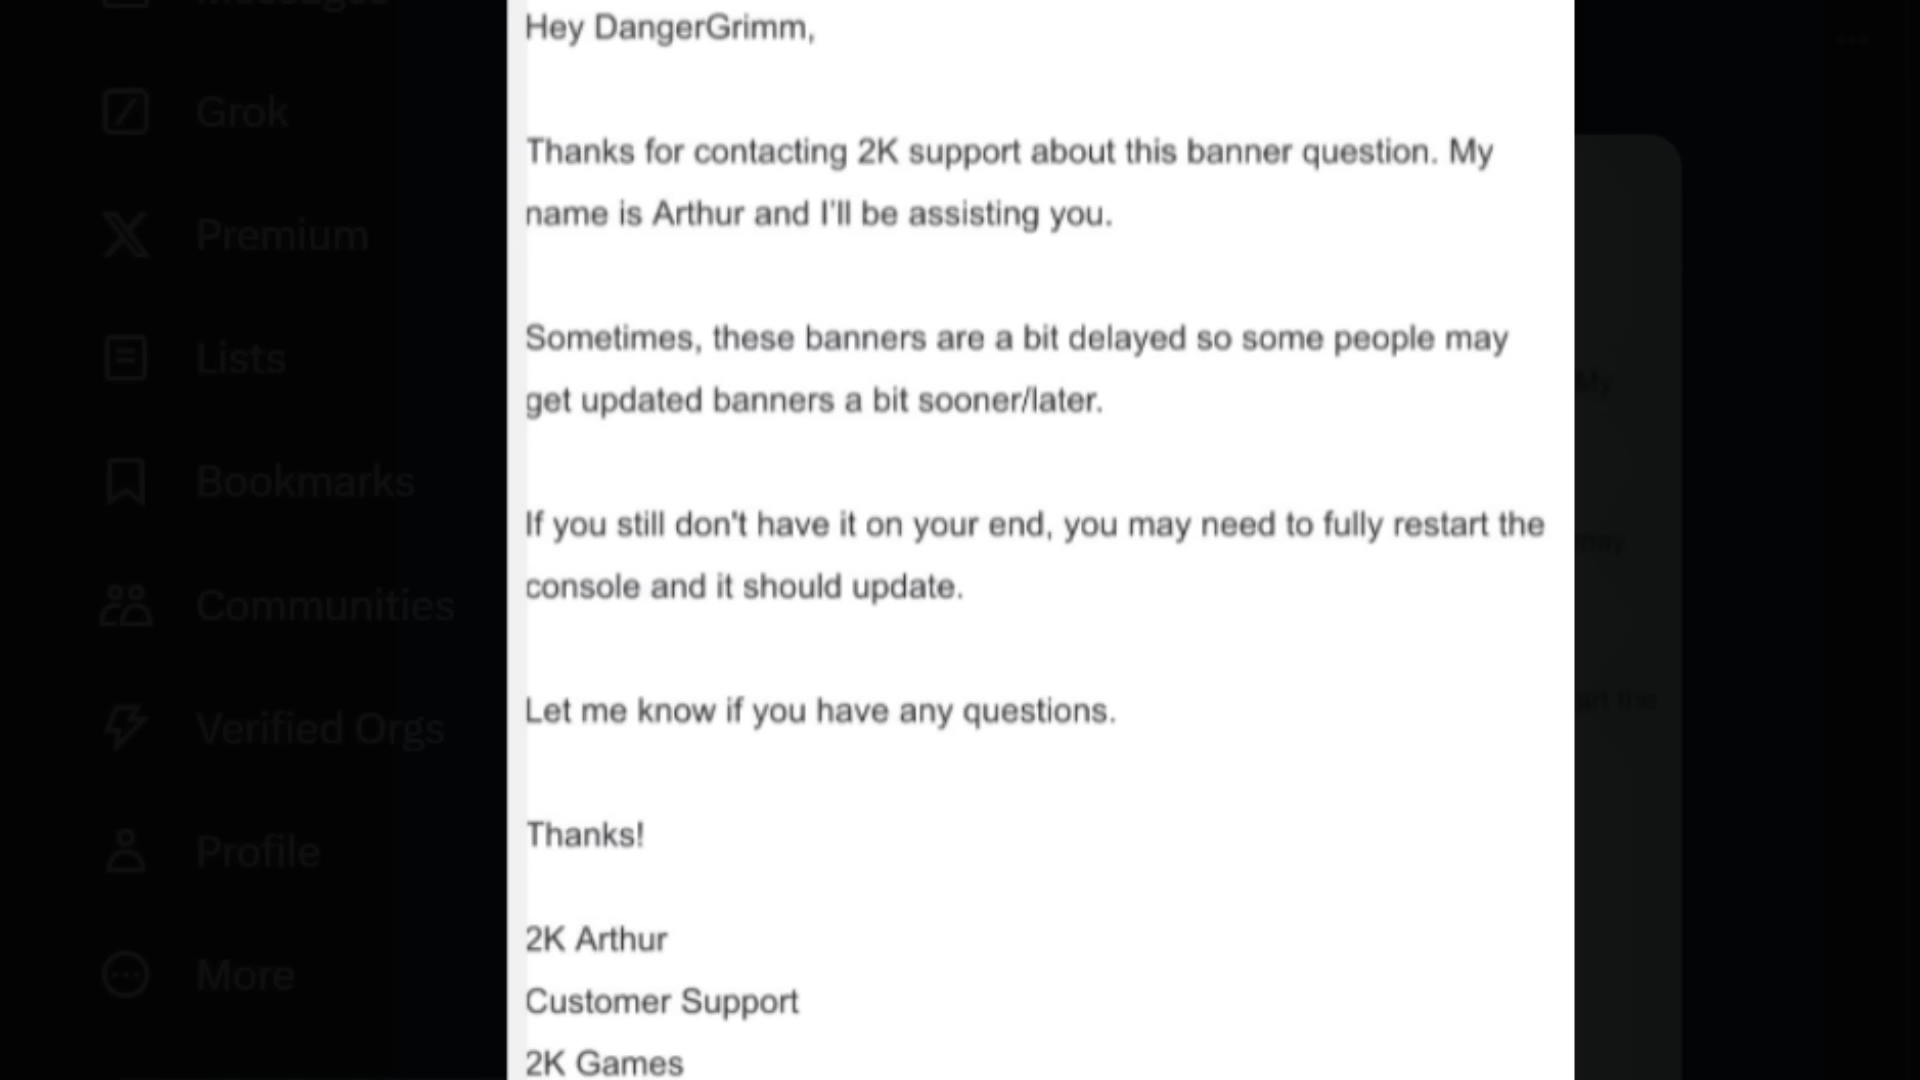 Grok
Premium
Lists
Bookmarks
Communities
Verified Orgs
Profile
More
Hey DangerGrimm,
Thanks for contacting 2K support about this banner question. My
name is Arthur and I'll be assisting you.
Sometimes, these banners are a bit delayed so some people may
get updated banners a bit sooner/later.
If you still don't have it on your end, you may need to fully restart the
console and it should update.
Let me know if you have any questions.
Thanks!
2K Arthur
Customer Support
2K Games
My
may
art the